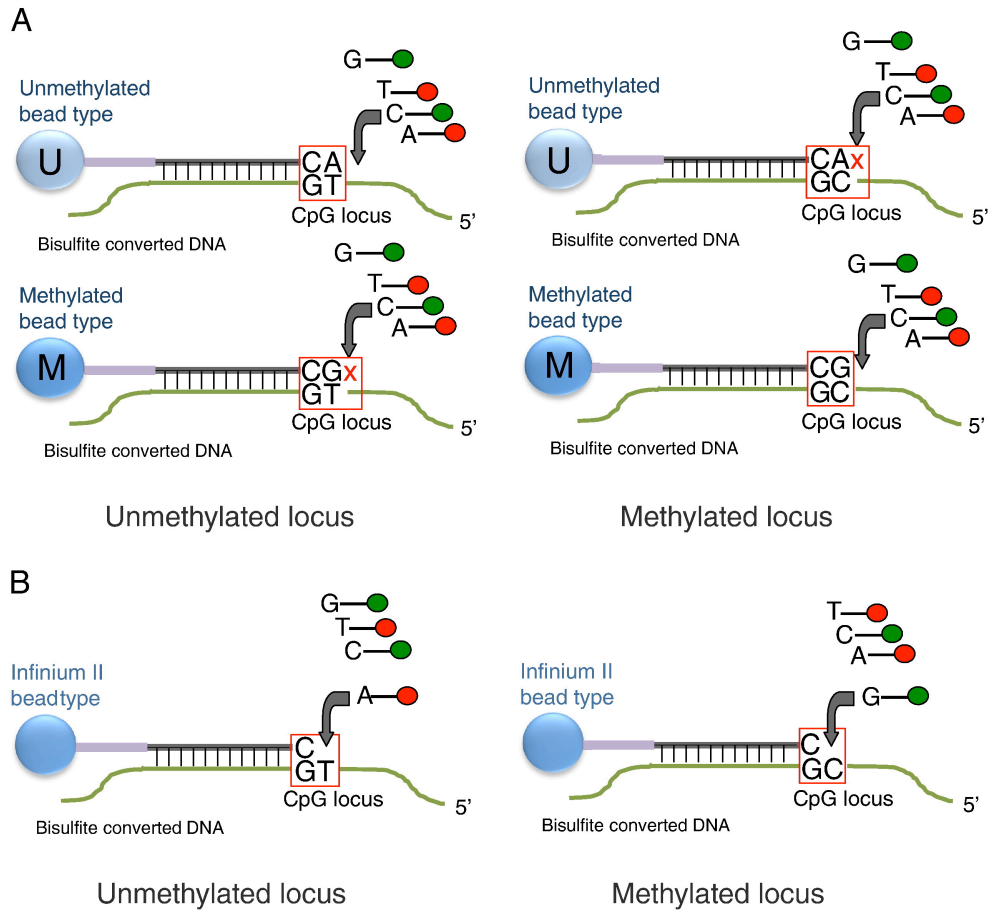 A
G
T
C
A
Unmethylated
bead type
U
CA
GT
CpG locus
5’
Bisulfite converted DNA
G
T
C
A
Unmethylated
bead type
U
CAx
GC
CpG locus
5’
Bisulfite converted DNA
G
T
C
A
Methylated
bead type
M
CGx
GT
CpG locus
5’
Bisulfite converted DNA
G
T
C
A
Methylated
bead type
M
CG
GC
CpG locus
5’
Bisulfite converted DNA
Unmethylated locus
Methylated locus
B
G
T
C
A
Infinium II
beadtype
C
GT
CpG locus
5’
Bisulfite converted DNA
T
C
A
G
Infinium II
bead type
C
GC
CpG locus
5’
Bisulfite converted DNA
Unmethylated locus
Methylated locus